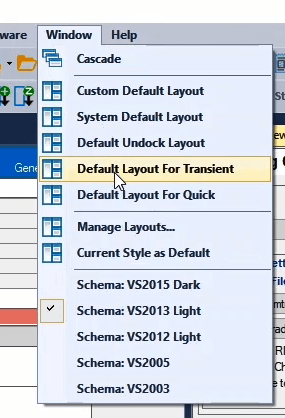 ware Window Help
Cascade
Custom Default Layout
System Default Layout
Default Undock Layout
Default Layout For Transient
Default Layout For Quick
Manage Layouts...
Current Style as Default
Schema: VS2015 Dark
Schema: VS2013 Light
Schema: VS2012 Light
Schema: VS2005
Schema: VS2003